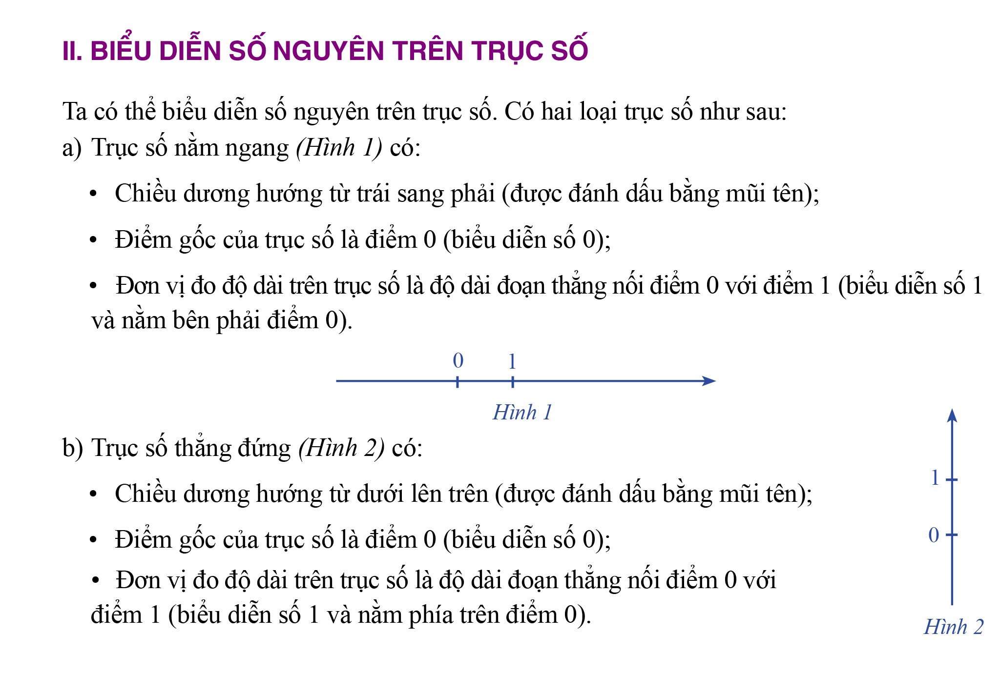 II. BIỂU DIỄN SỐ NGUYÊN TRÊN TRỤC SỐ
Ta có thể biểu diễn số nguyên trên trục số. Có hai loại trục số như sau:
a) Trục số nằm ngang (Hình 1) có:
• Chiều dương hướng từ trái sang phải (được đánh dấu bằng mũi tên);
• Điểm gốc của trục số là điểm 0 (biểu diễn số 0);
• Đơn vị đo độ dài trên trục số là độ dài đoạn thẳng nối điểm 0 với điểm 1 (biểu diễn số 1
và nằm bên phải điểm 0).
0 1
Hình 1
b) Trục số thẳng đứng (Hình 2) có:
• Chiều dương hướng từ dưới lên trên (được đánh dấu bằng mũi tên);
• Điểm gốc của trục số là điểm 0 (biểu diễn số 0);
• Đơn vị đo độ dài trên trục số là độ dài đoạn thẳng nối điểm 0 với
điểm 1 (biểu diễn số 1 và nằm phía trên điểm 0).
1
0
Hình 2